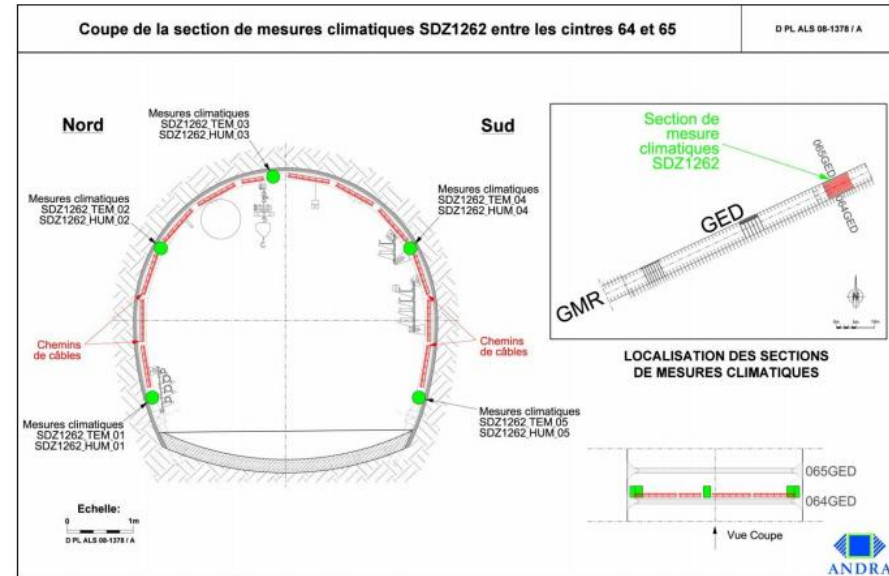 Coupe de la section de mesures climatiques SDZ1262 entre les cintres 64 et 65
D PL ALS 08-1378 / A
Nord
Sud
Mesures climatiques
SDZ1262_TEM_03
SDZ1262_HUM_03
Mesures climatiques
SDZ1262_TEM_02
SDZ1262_HUM_02
Mesures climatiques
SDZ1262_TEM_04
SDZ1262_HUM_04
Chemins
de câbles
Chemins
de câbles
Mesures climatiques
SDZ1262_TEM_01
SDZ1262_HUM_01
Mesures climatiques
SDZ1262_TEM_05
SDZ1262_HUM_05
Echelle:
0 1m
D PL ALS 08-1378 / A
Section de
mesure
climatiques
SDZ1262
065GED
064GED
GED
GMR
N
LOCALISATION DES SECTIONS
DE MESURES CLIMATIQUES
065GED
064GED
Vue Coupe
ANDRA